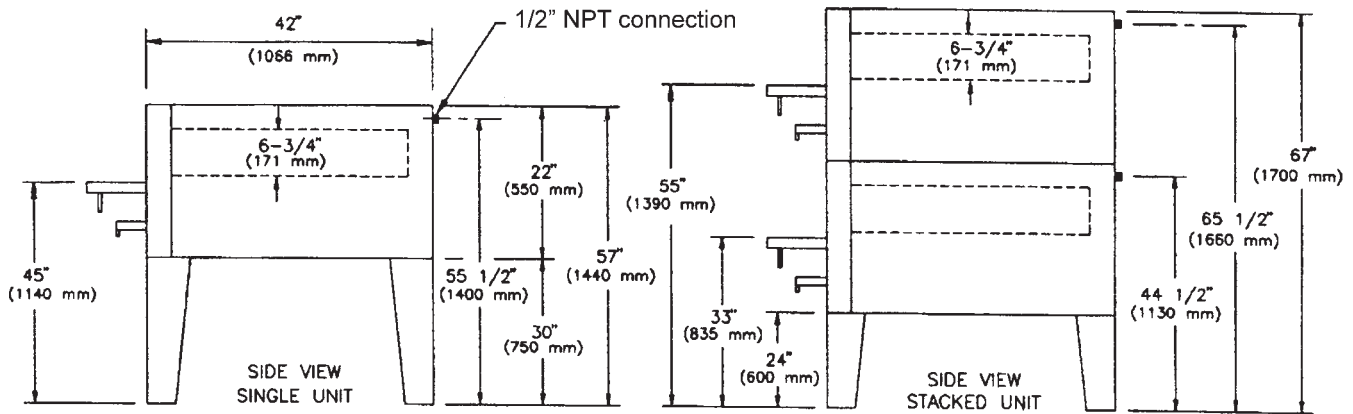 42"
(1066 mm)
1/2" NPT connection
6-3/4"
(171 mm)
22"
(550 mm)
45"
(1140 mm)
55 1/2"
(1400 mm)
57"
(1440 mm)
30"
(750 mm)
SIDE VIEW
SINGLE UNIT
6-3/4"
(171 mm)
55"
(1390 mm)
67"
(1700 mm)
65 1/2"
(1660 mm)
44 1/2"
(1130 mm)
33"
(835 mm)
24"
(600 mm)
SIDE VIEW
STACKED UNIT